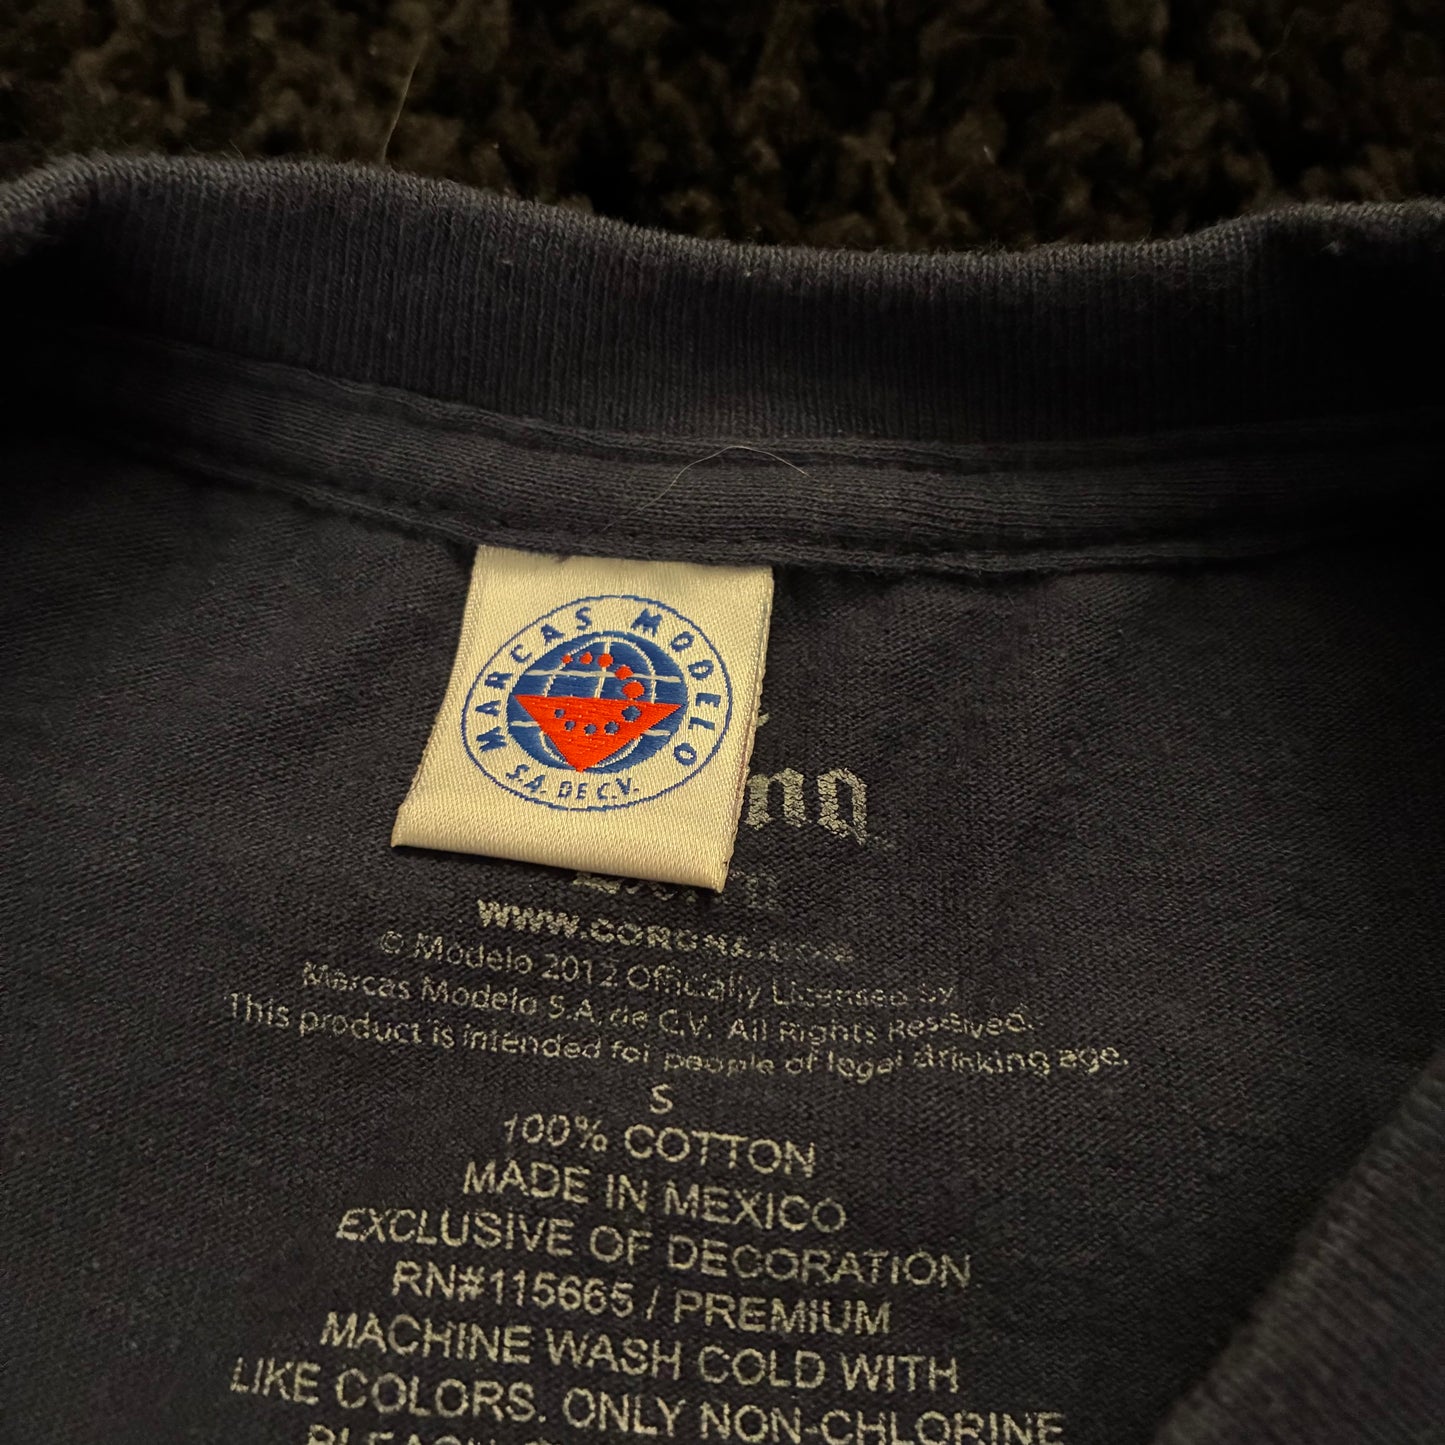 MARCAS MODELO
S.A. DE C.V.
www.corona.com
© Modelo 2012 Officially Licensed by
Marcas Modelo S.A. de C.V. All Rights Reserved.
This product is intended for people of legal drinking age.
S
100% COTTON
MADE IN MEXICO
EXCLUSIVE OF DECORATION
RN#115665 / PREMIUM
MACHINE WASH COLD WITH
LIKE COLORS. ONLY NON-CHLORINE